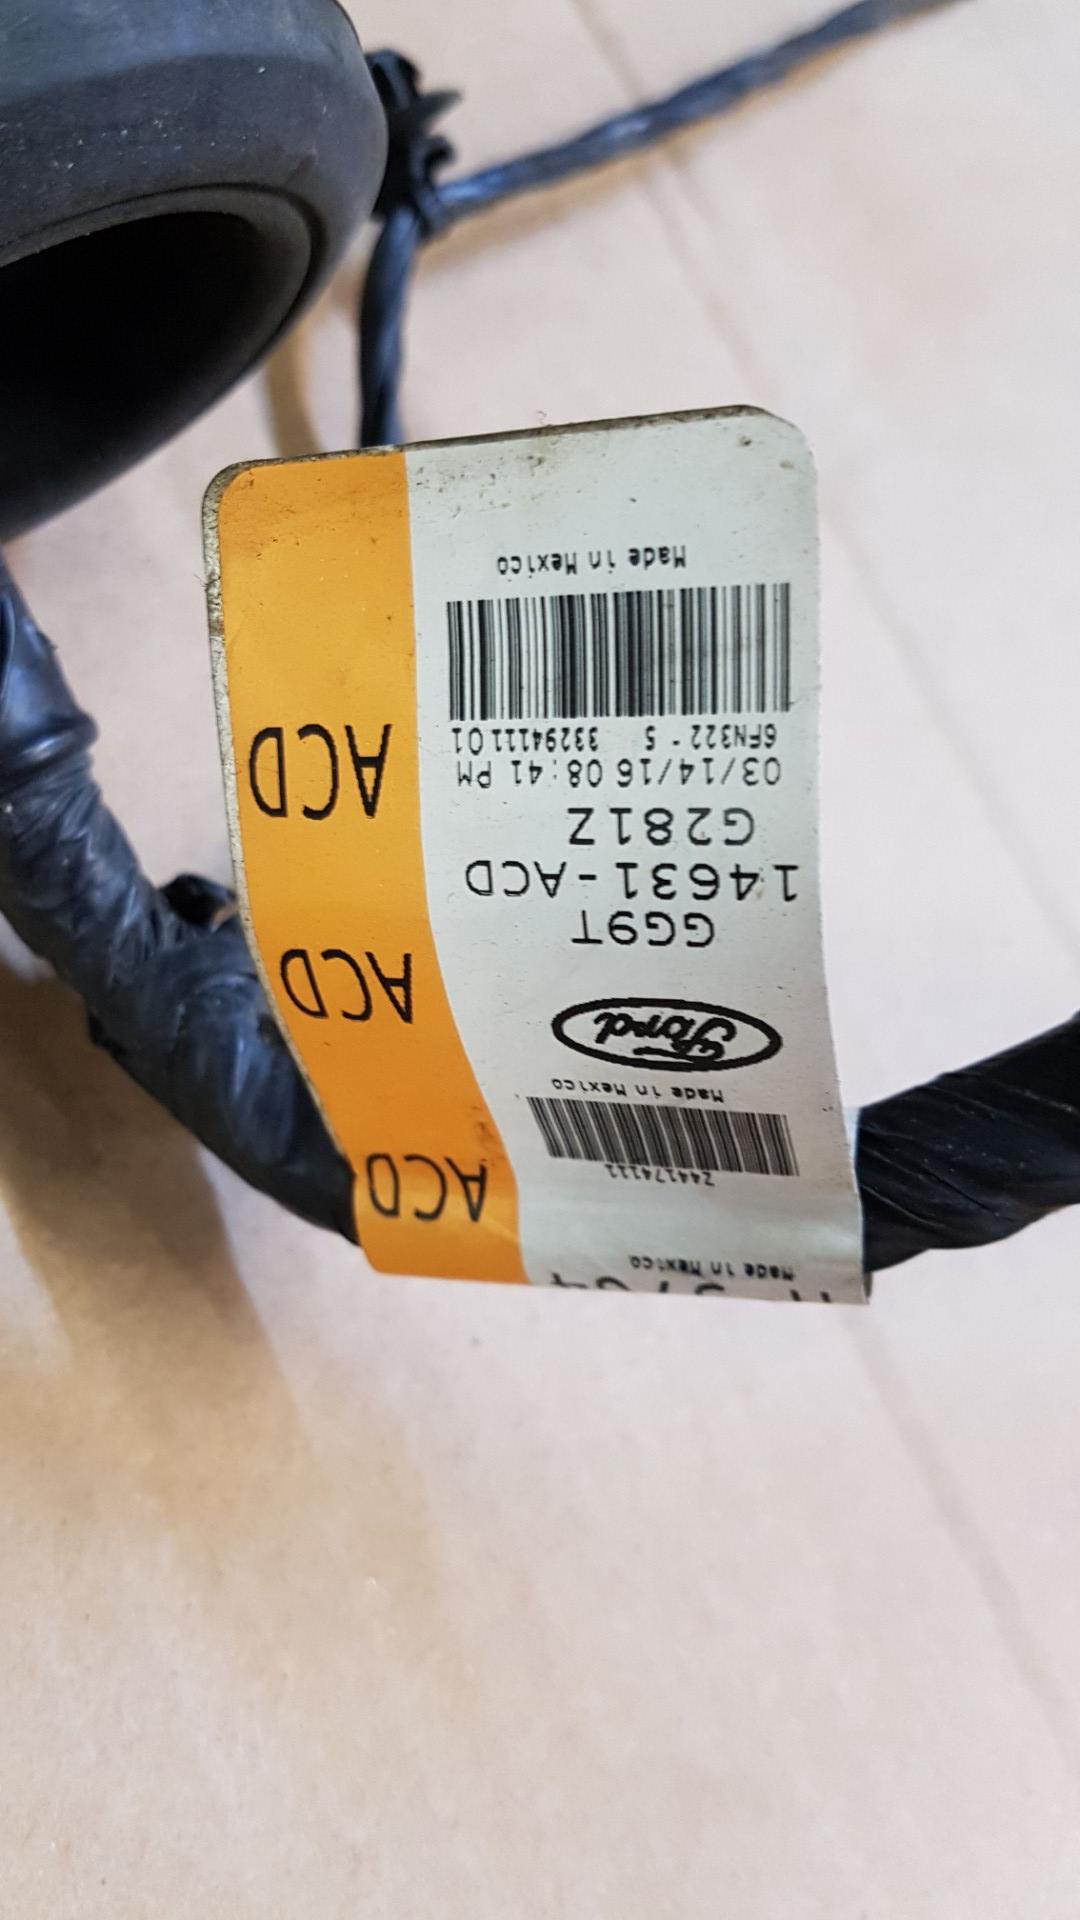 Made in Mexico
Z44174111
Made in Mexico
Ford
GG9T
14631-ACD
G281Z
03/14/16 08:41 PM
6FN322 - 5 3329411101
Made in Mexico
ACD
ACD
ACD